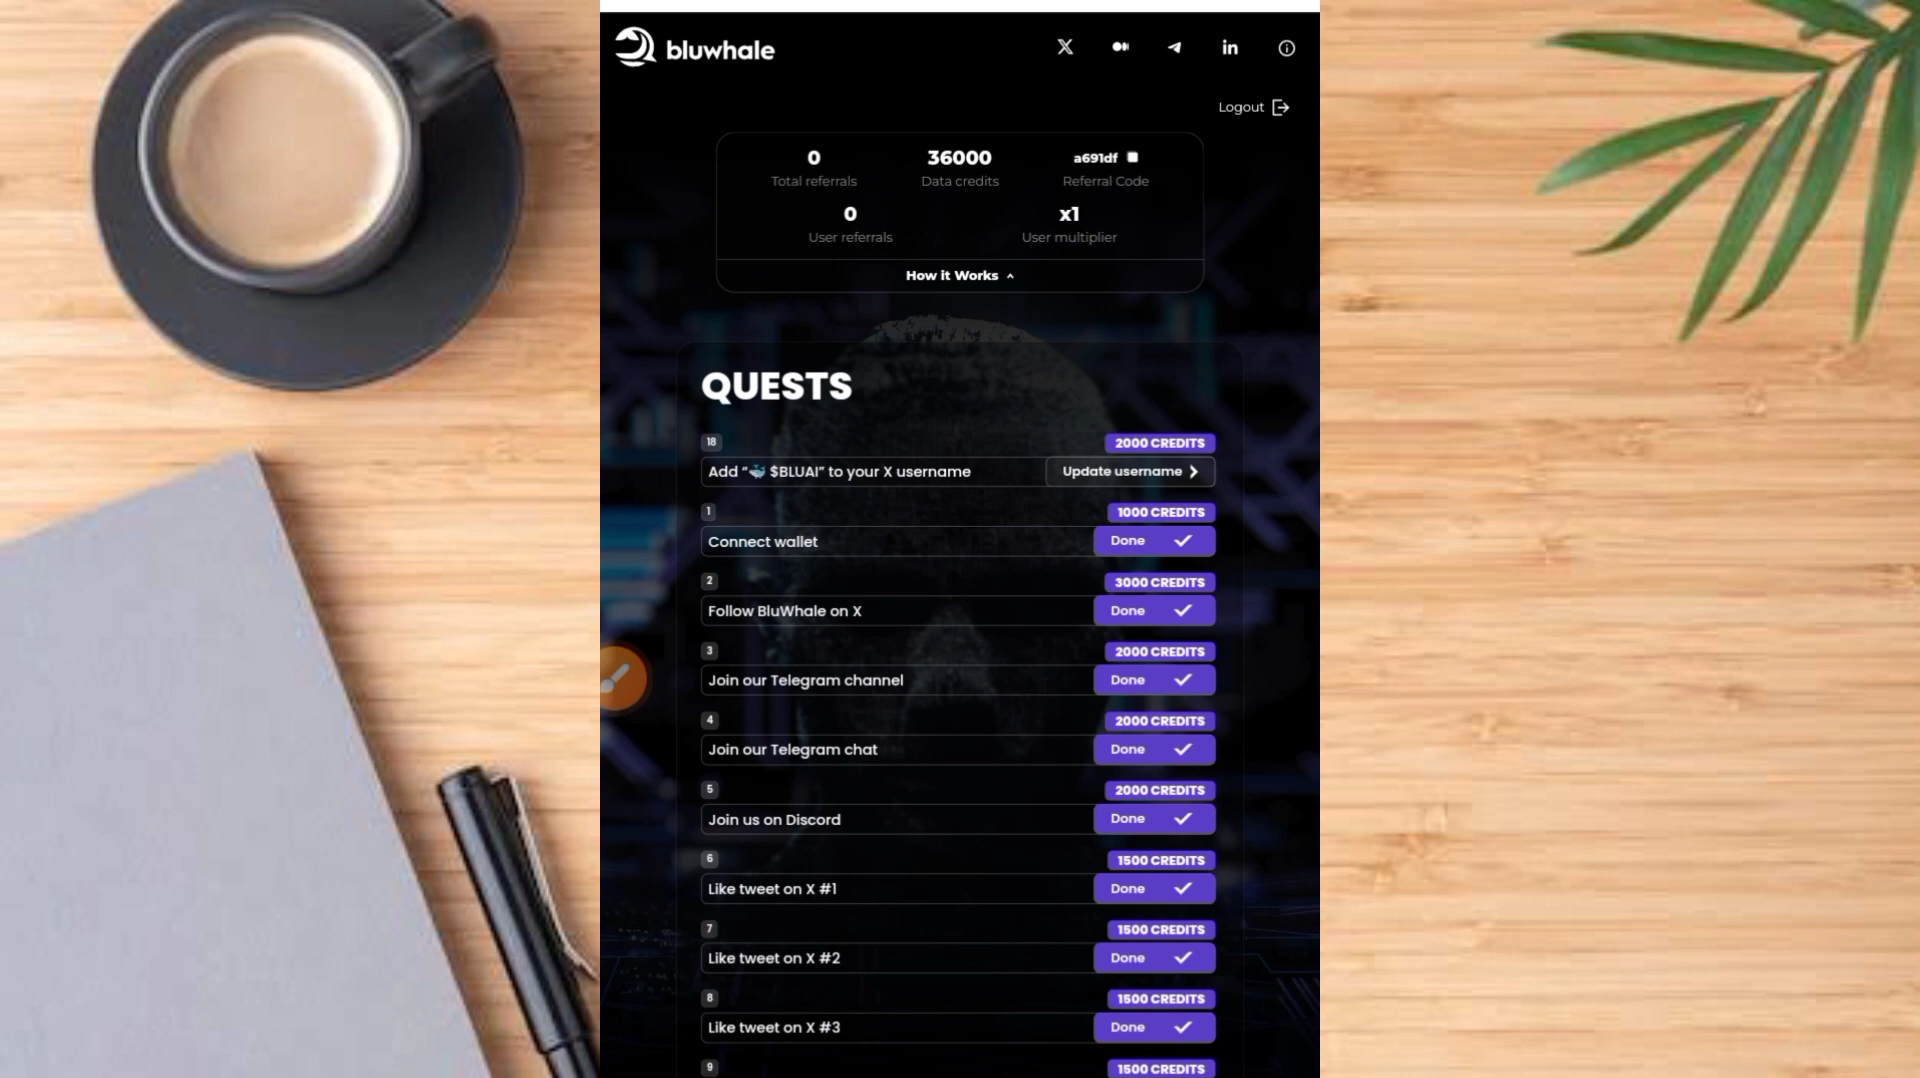 bluwhale
Logout
0
Total referrals
36000
Data credits
a691df
Referral Code
0
User referrals
x1
User multiplier
How it Works
QUESTS
18
2000 CREDITS
Add “🐳 $BLUAI” to your X username
Update username
1
1000 CREDITS
Connect wallet
Done
2
3000 CREDITS
Follow BluWhale on X
Done
3
2000 CREDITS
Join our Telegram channel
Done
4
2000 CREDITS
Join our Telegram chat
Done
5
2000 CREDITS
Join us on Discord
Done
6
1500 CREDITS
Like tweet on X #1
Done
7
1500 CREDITS
Like tweet on X #2
Done
8
1500 CREDITS
Like tweet on X #3
Done
9
1500 CREDITS